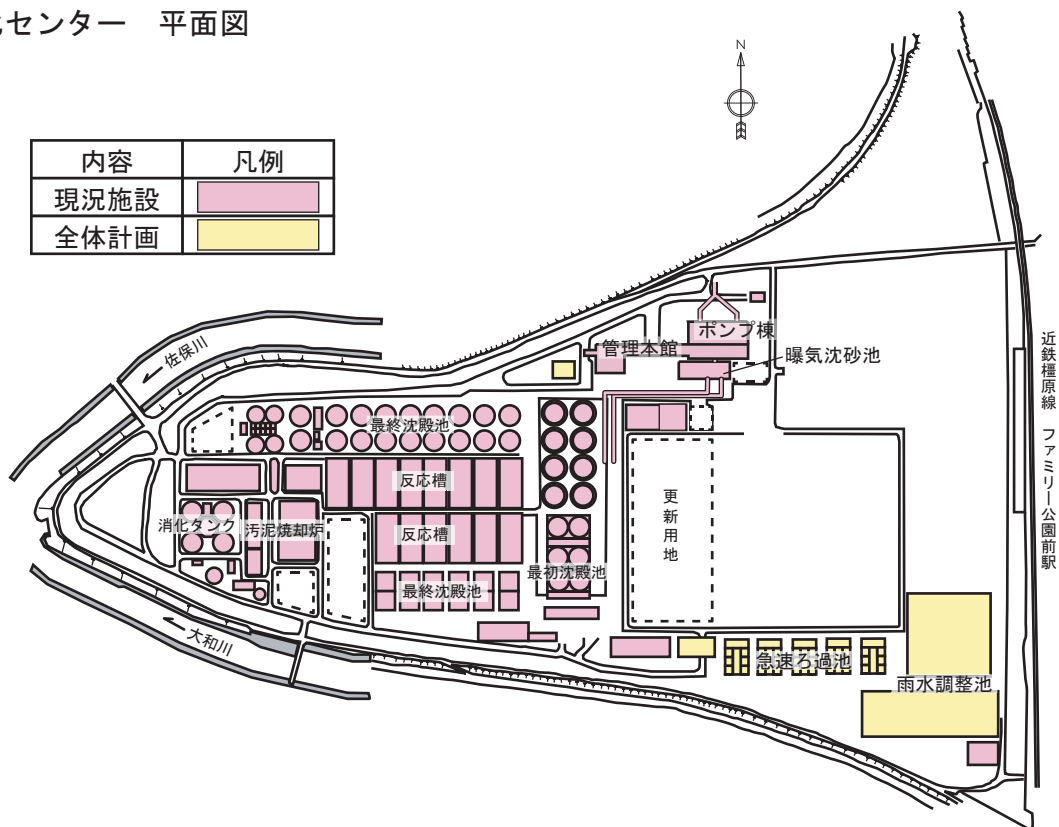 センター 平面図
N
内容 凡例
現況施設
全体計画
佐保川
ポンプ棟
管理本館
曝気沈砂池
近鉄橿原線 ファミリー公園前駅
最終沈殿池
反応槽
更新用地
消化タンク
汚泥焼却炉
反応槽
最初沈殿池
最終沈殿池
大和川
急速ろ過池
雨水調整池